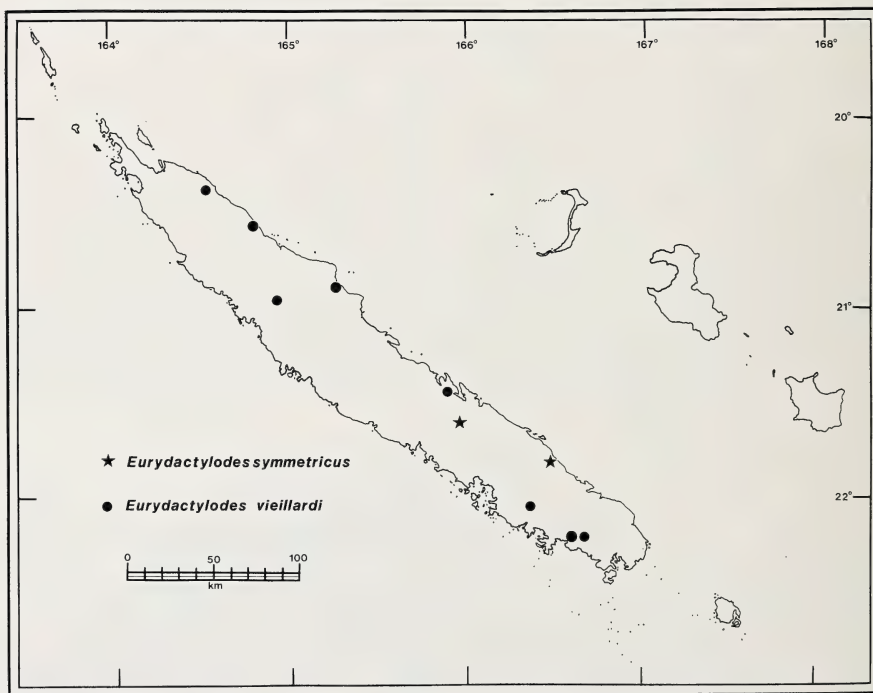 164° 165° 166° 167° 168°
20°
21°
22°
★ Eurydactylodes symmetricus
● Eurydactylodes vieillardi
0 50 100
km